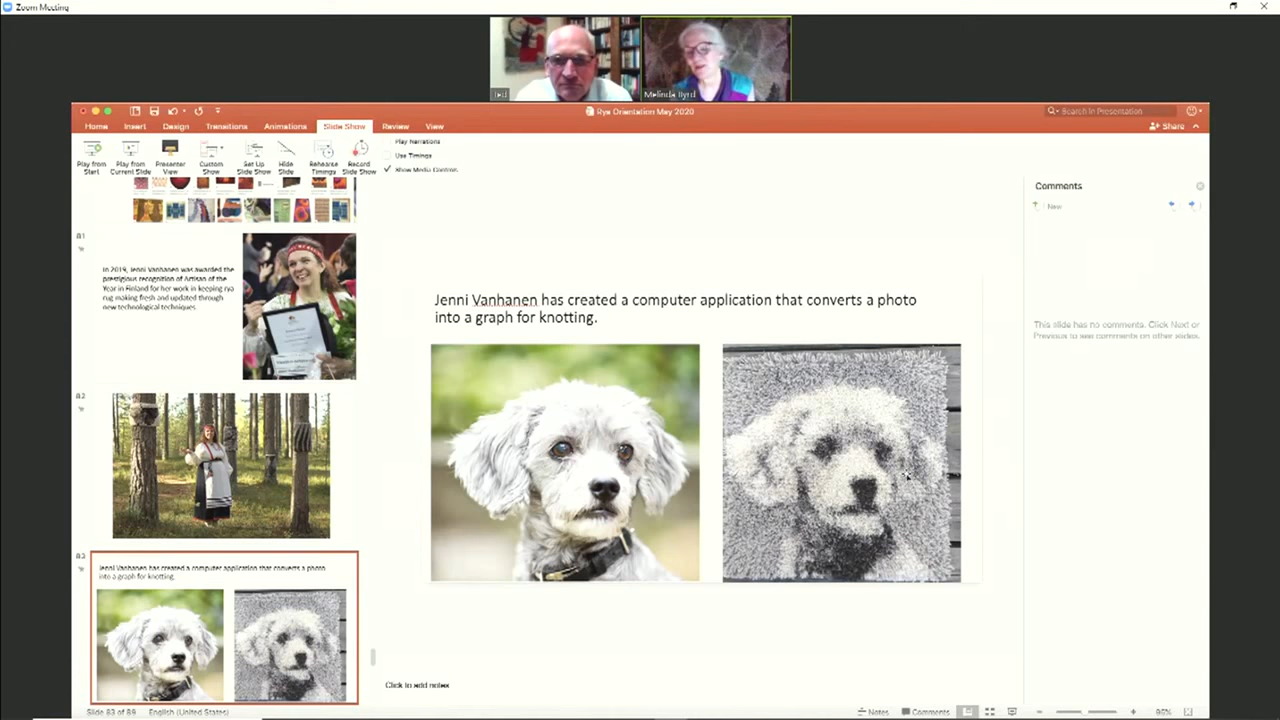 Zoom Meeting
Ted
Melinda Byrd
Rya Orientation May 2020
Search in Presentation
Home Insert Design Transitions Animations Slide Show Review View
Share
Play from Start
Play from Current Slide
Presenter View
Custom Show
Set Up Slide Show
Hide Slide
Rehearse Timings
Record Slide Show
Play Narrations
Use Timings
Show Media Controls
81
In 2019, Jenni Vanhanen was awarded the
prestigious recognition of Artisan of the
Year in Finland for her work in keeping rya
rug making fresh and updated through
new technological techniques.
82
83
Jenni Vanhanen has created a computer application that converts a photo
into a graph for knotting.
Jenni Vanhanen has created a computer application that converts a photo
into a graph for knotting.
Comments
New
This slide has no comments. Click Next or
Previous to see comments on other slides.
Click to add notes
Slide 83 of 89 English (United States)
Notes Comments